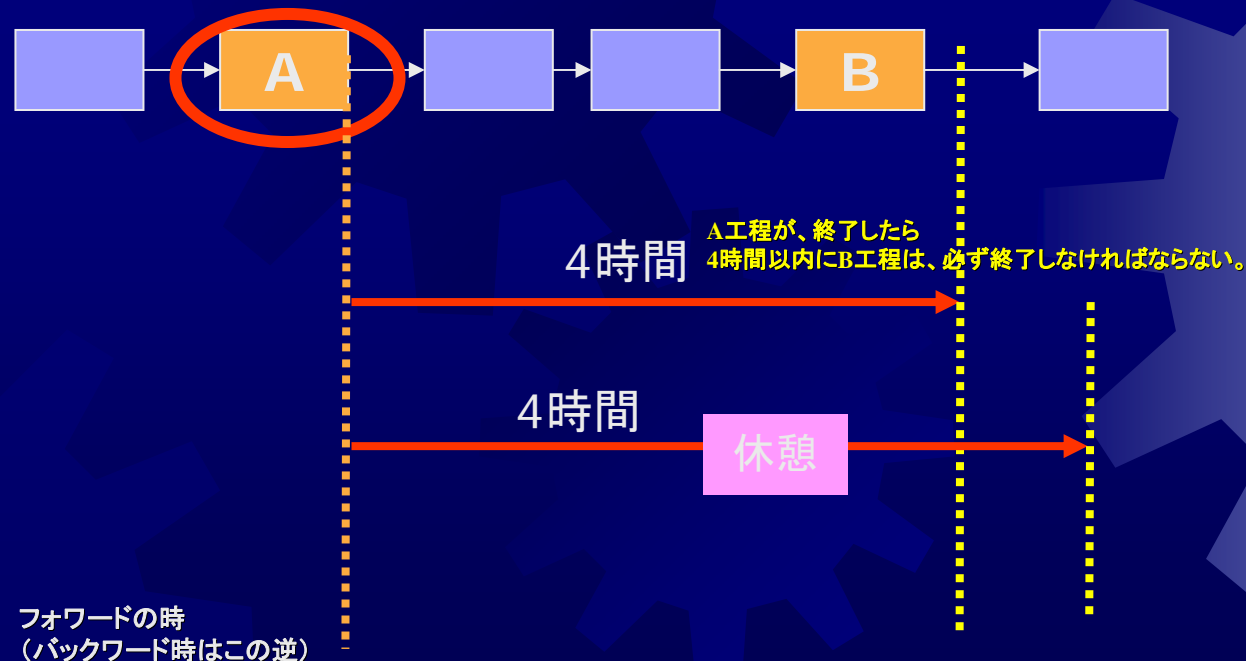 A
B
4時間
A工程が、終了したら
4時間以内にB工程は、必ず終了しなければならない。
4時間
休憩
フォワードの時
（バックワード時はこの逆）